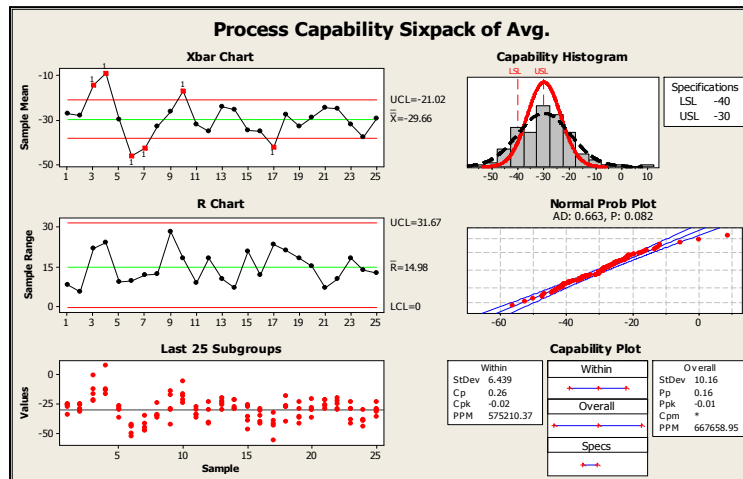 Process Capability Sixpack of Avg.
Xbar Chart
Sample Mean
-10
-30
-50
1 1 1 1 1 1
UCL=-21.02
X=-29.66
1 3 5 7 9 11 13 15 17 19 21 23 25
Capability Histogram
LSL USL
-50 -40 -30 -20 -10 0 10
Specifications
LSL -40
USL -30
R Chart
Sample Range
30
15
0
UCL=31.67
R=14.98
LCL=0
1 3 5 7 9 11 13 15 17 19 21 23 25
Normal Prob Plot
AD: 0.663, P: 0.082
-60 -40 -20 0
Last 25 Subgroups
Values
0
-25
-50
5 10 15 20 25
Sample
Capability Plot
Within
StDev 6.439
Cp 0.26
Cpk -0.02
PPM 575210.37
Within
Overall
Specs
Overall
StDev 10.16
Pp 0.16
Ppk -0.01
Cpm *
PPM 667658.95